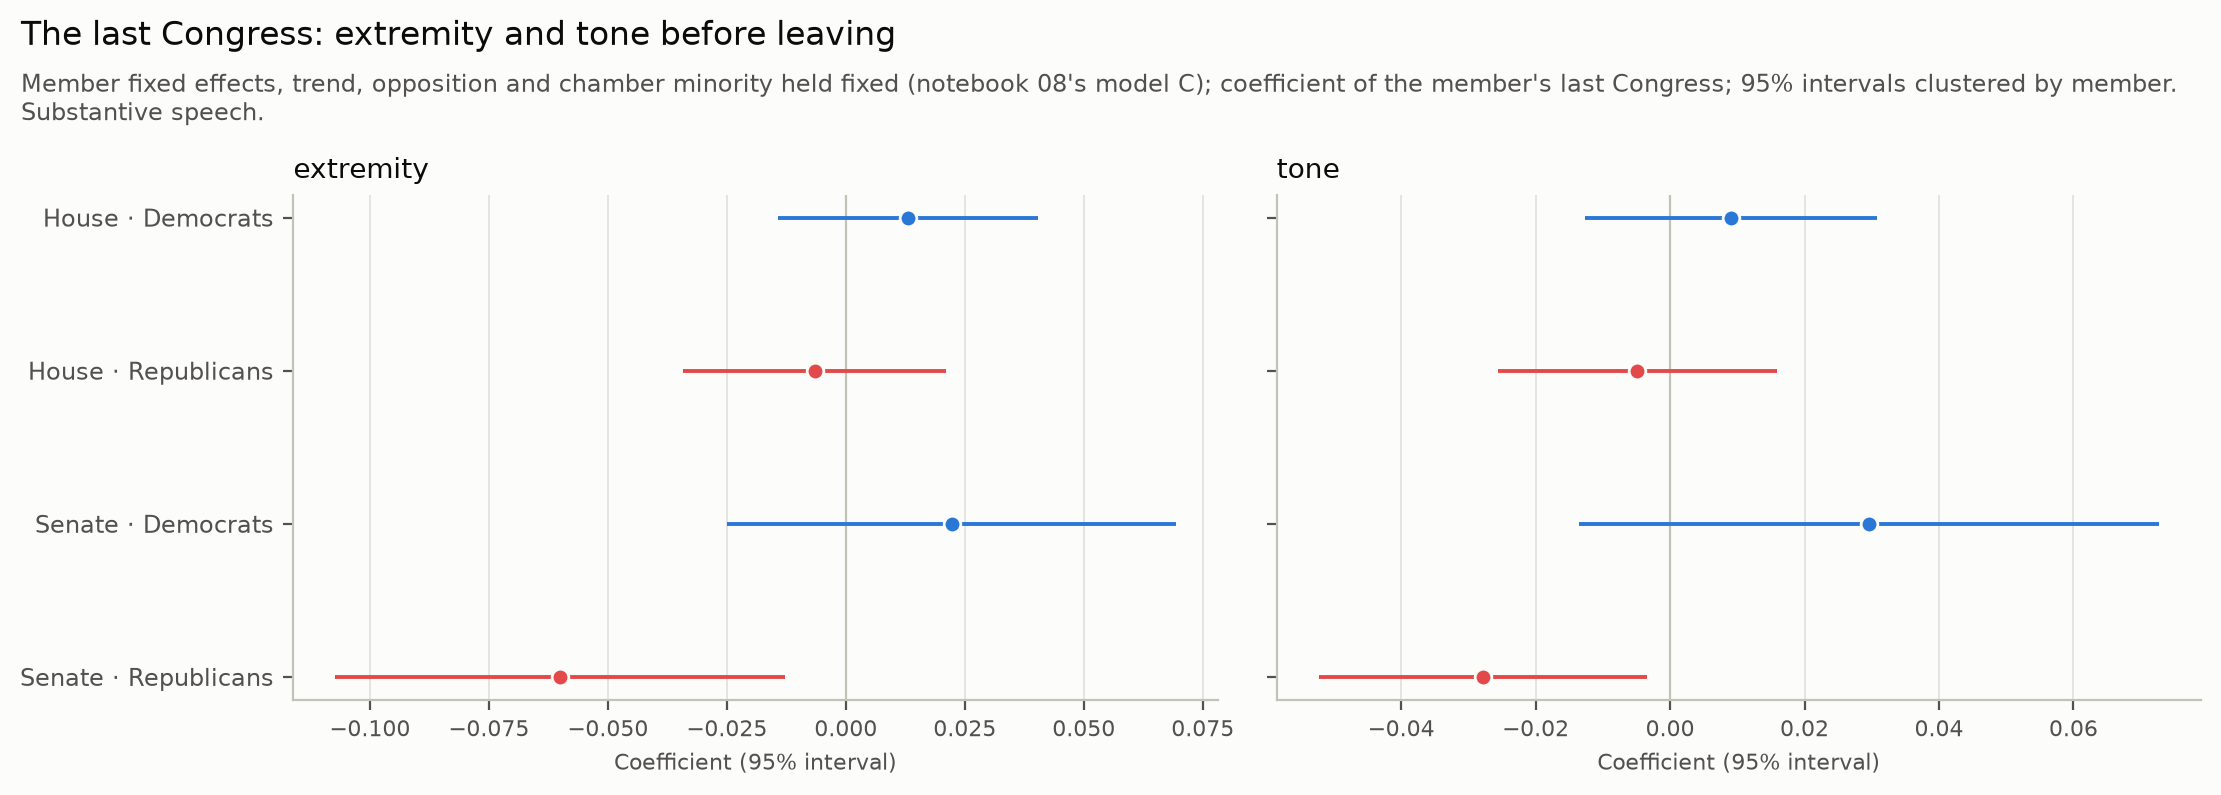 The last Congress: extremity and tone before leaving
Member fixed effects, trend, opposition and chamber minority held fixed (notebook 08's model C); coefficient of the member's last Congress; 95% intervals clustered by member.
Substantive speech.
extremity
House · Democrats
House · Republicans
Senate · Democrats
Senate · Republicans
−0.100 −0.075 −0.050 −0.025 0.000 0.025 0.050 0.075
Coefficient (95% interval)
tone
−0.04 −0.02 0.00 0.02 0.04 0.06
Coefficient (95% interval)